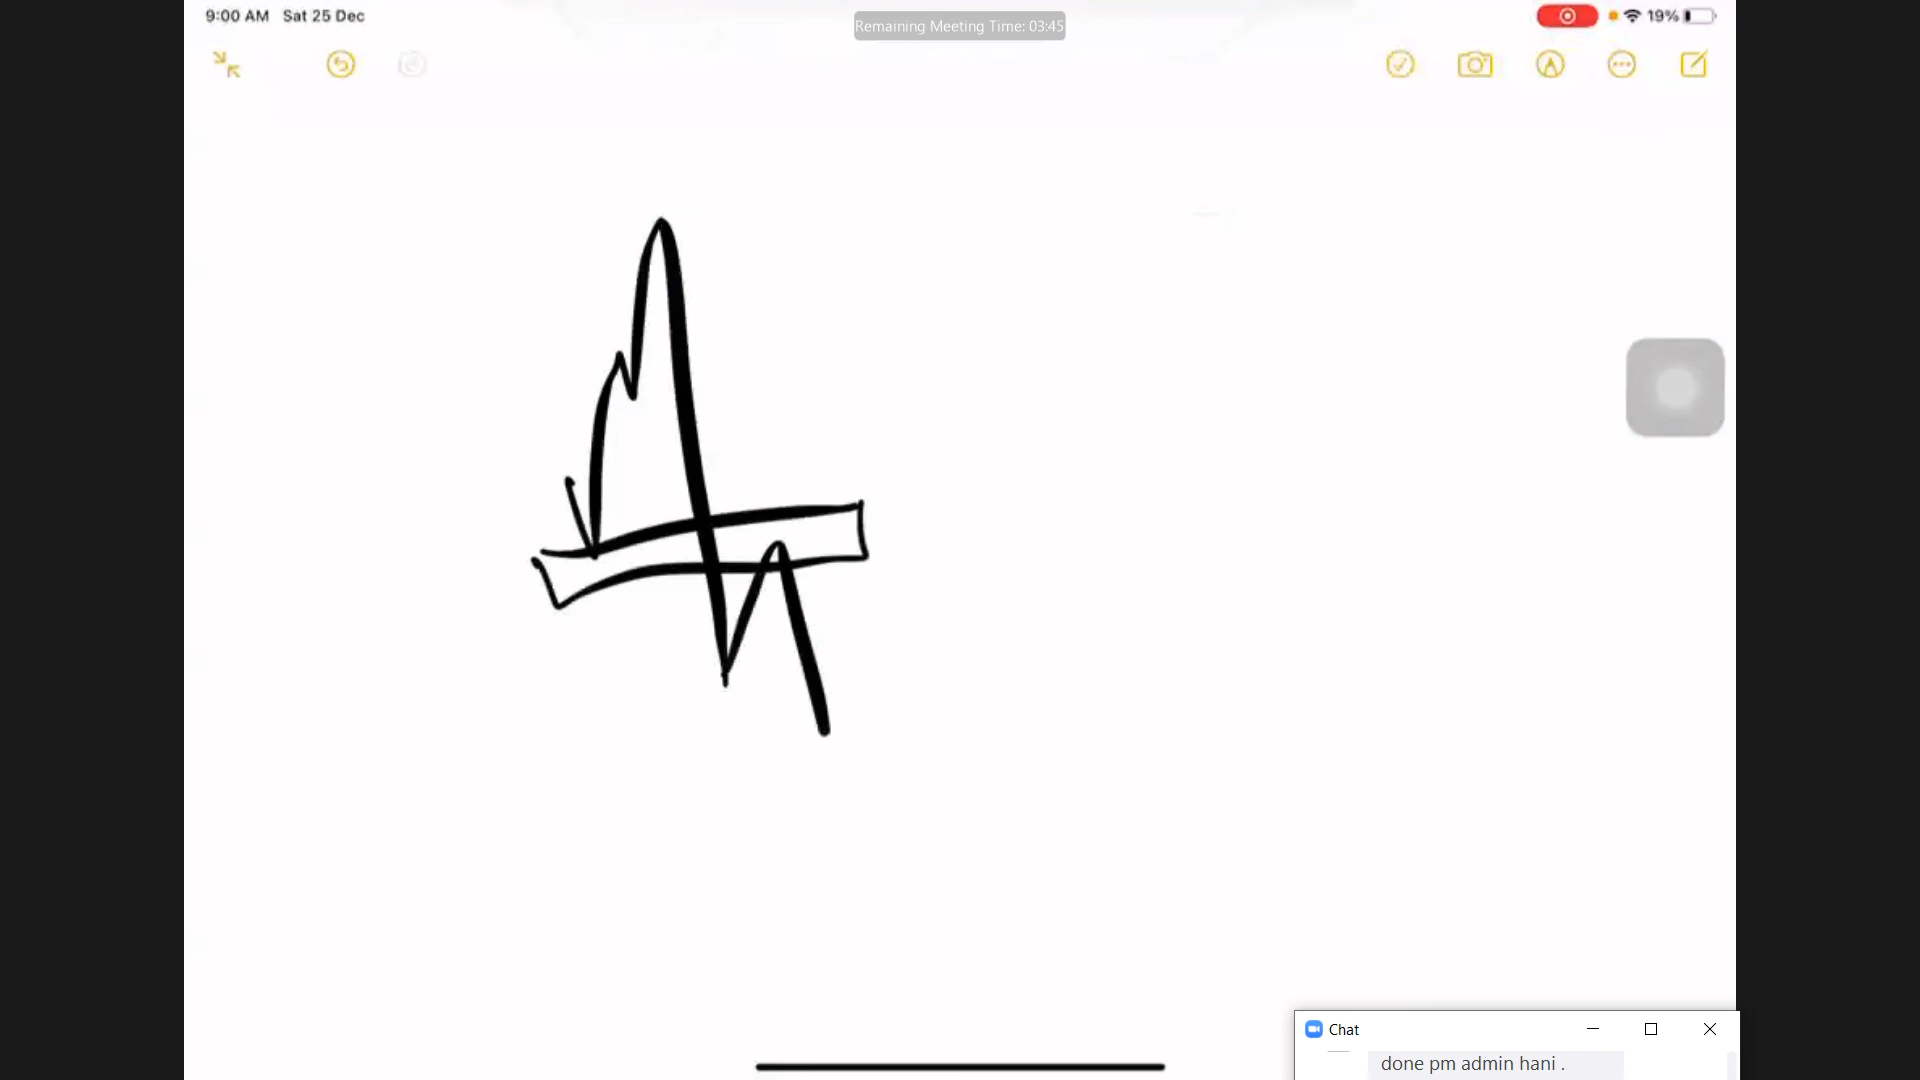 9:00 AM Sat 25 Dec
Remaining Meeting Time: 03:45
19%
Chat
done pm admin hani .